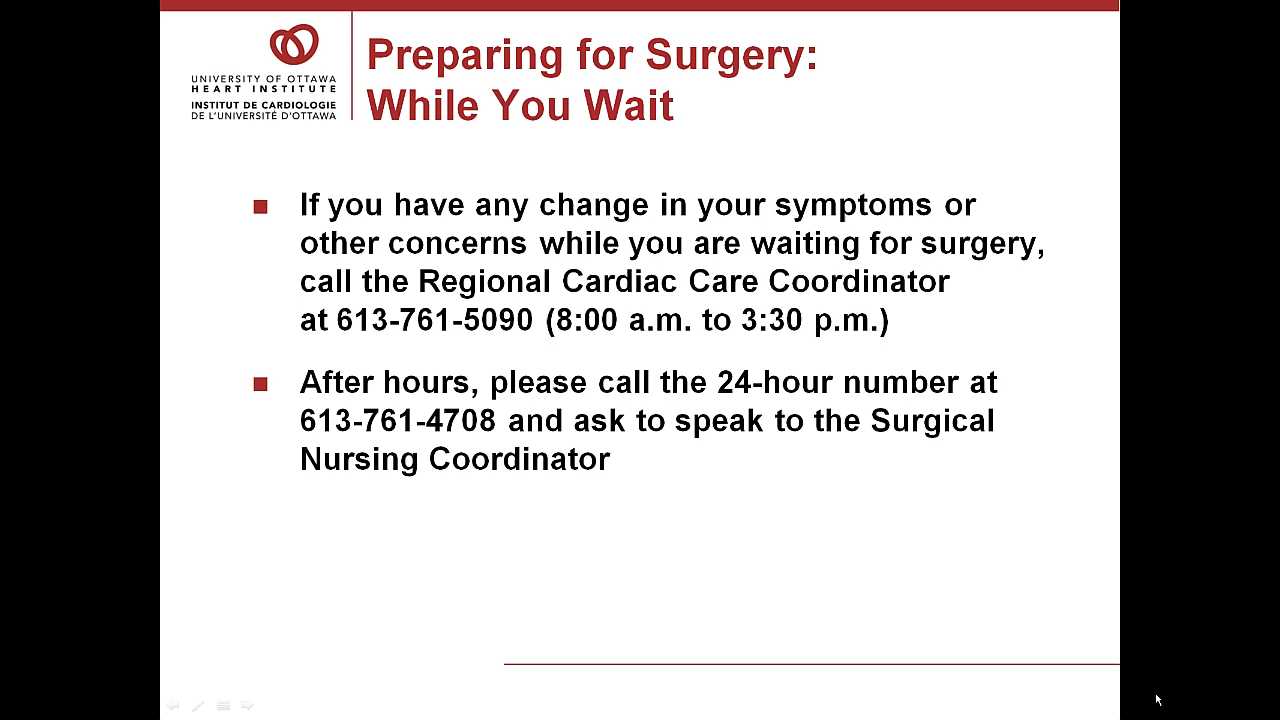 UNIVERSITY OF OTTAWA
HEART INSTITUTE
INSTITUT DE CARDIOLOGIE
DE L'UNIVERSITÉ D'OTTAWA
Preparing for Surgery:
While You Wait
If you have any change in your symptoms or
other concerns while you are waiting for surgery,
call the Regional Cardiac Care Coordinator
at 613-761-5090 (8:00 a.m. to 3:30 p.m.)
After hours, please call the 24-hour number at
613-761-4708 and ask to speak to the Surgical
Nursing Coordinator